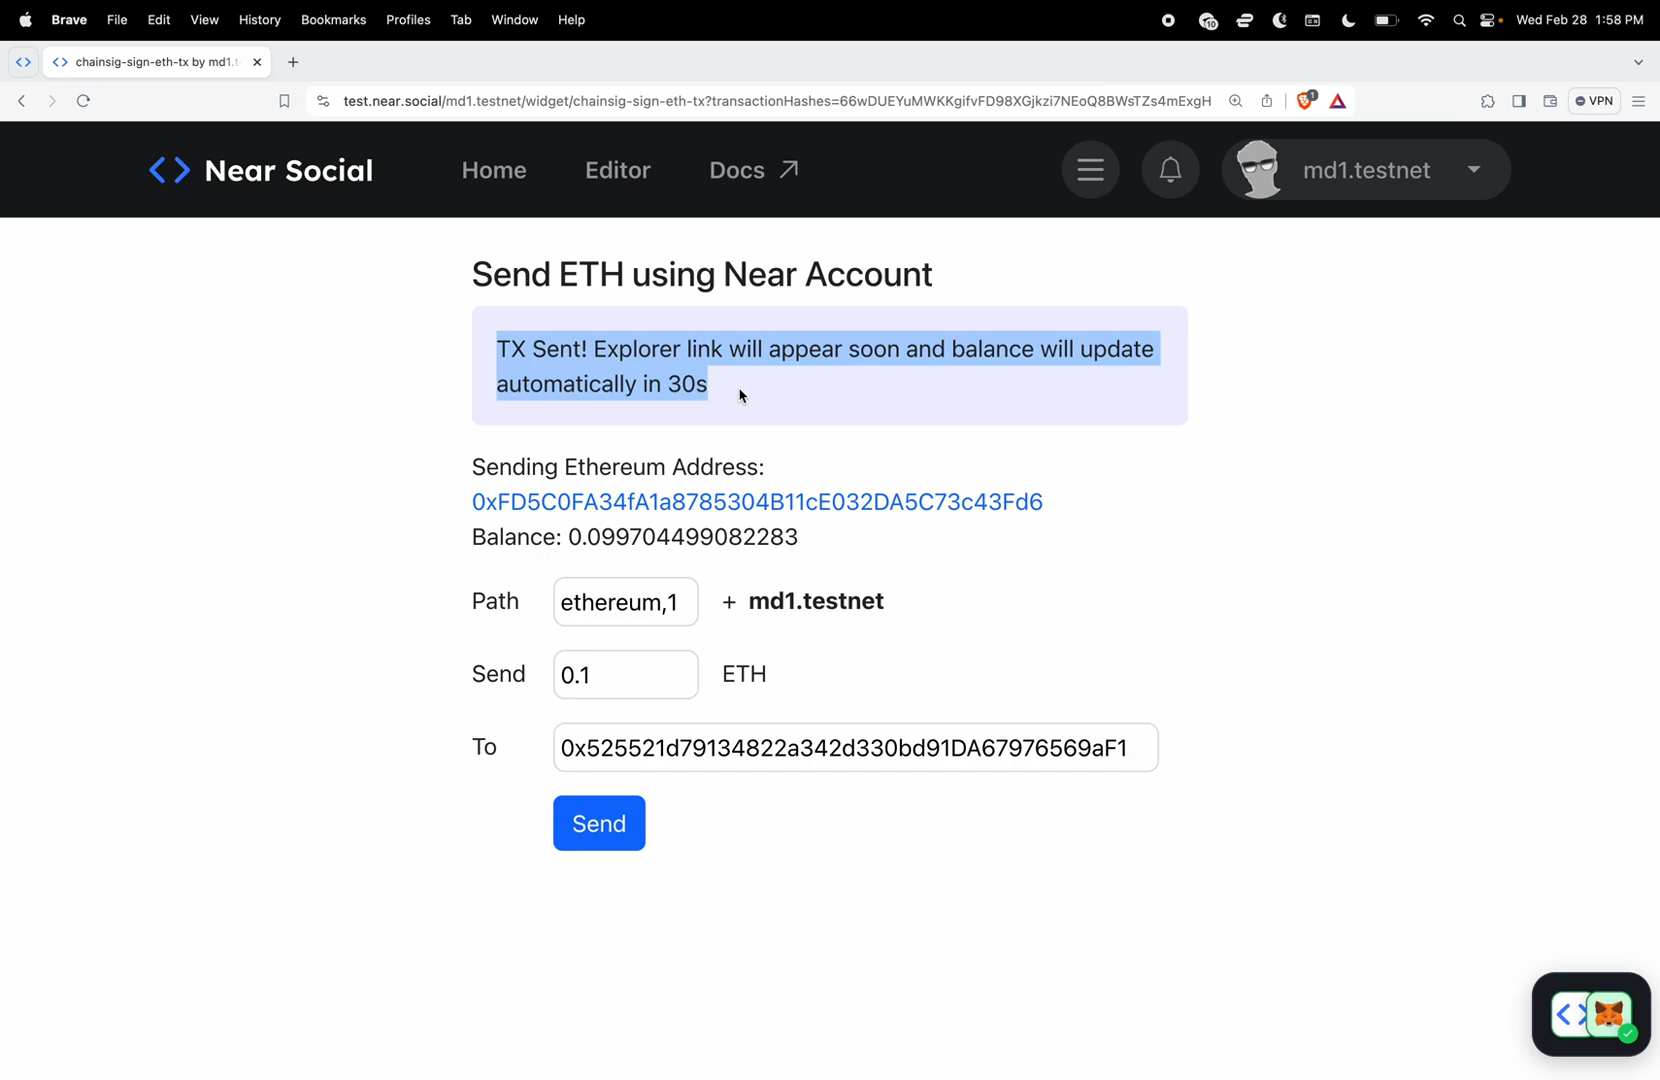 Brave File Edit View History Bookmarks Profiles Tab Window Help
10
Wed Feb 28 1:58 PM
chainsig-sign-eth-tx by md1.t
test.near.social/md1.testnet/widget/chainsig-sign-eth-tx?transactionHashes=66wDUEYuMWKKgifvFD98XGjkzi7NEoQ8BWsTZs4mExgH
1
VPN
Near Social Home Editor Docs
md1.testnet
Send ETH using Near Account
TX Sent! Explorer link will appear soon and balance will update
automatically in 30s
Sending Ethereum Address:
0xFD5C0FA34fA1a8785304B11cE032DA5C73c43Fd6
Balance: 0.099704499082283
Path ethereum,1 + md1.testnet
Send 0.1 ETH
To 0x525521d79134822a342d330bd91DA67976569aF1
Send